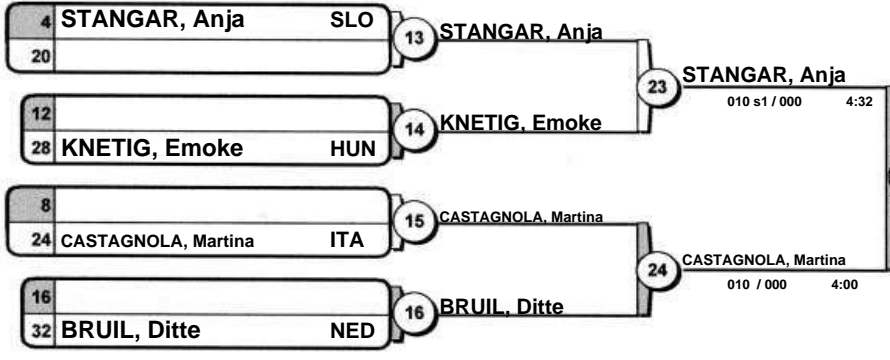 4 STANGAR, Anja SLO
20
13 STANGAR, Anja
12
28 KNETIG, Emoke HUN
14 KNETIG, Emoke
23 STANGAR, Anja
010 s1 / 000 4:32
8
24 CASTAGNOLA, Martina ITA
15 CASTAGNOLA, Martina
16
32 BRUIL, Ditte NED
16 BRUIL, Ditte
24 CASTAGNOLA, Martina
010 / 000 4:00